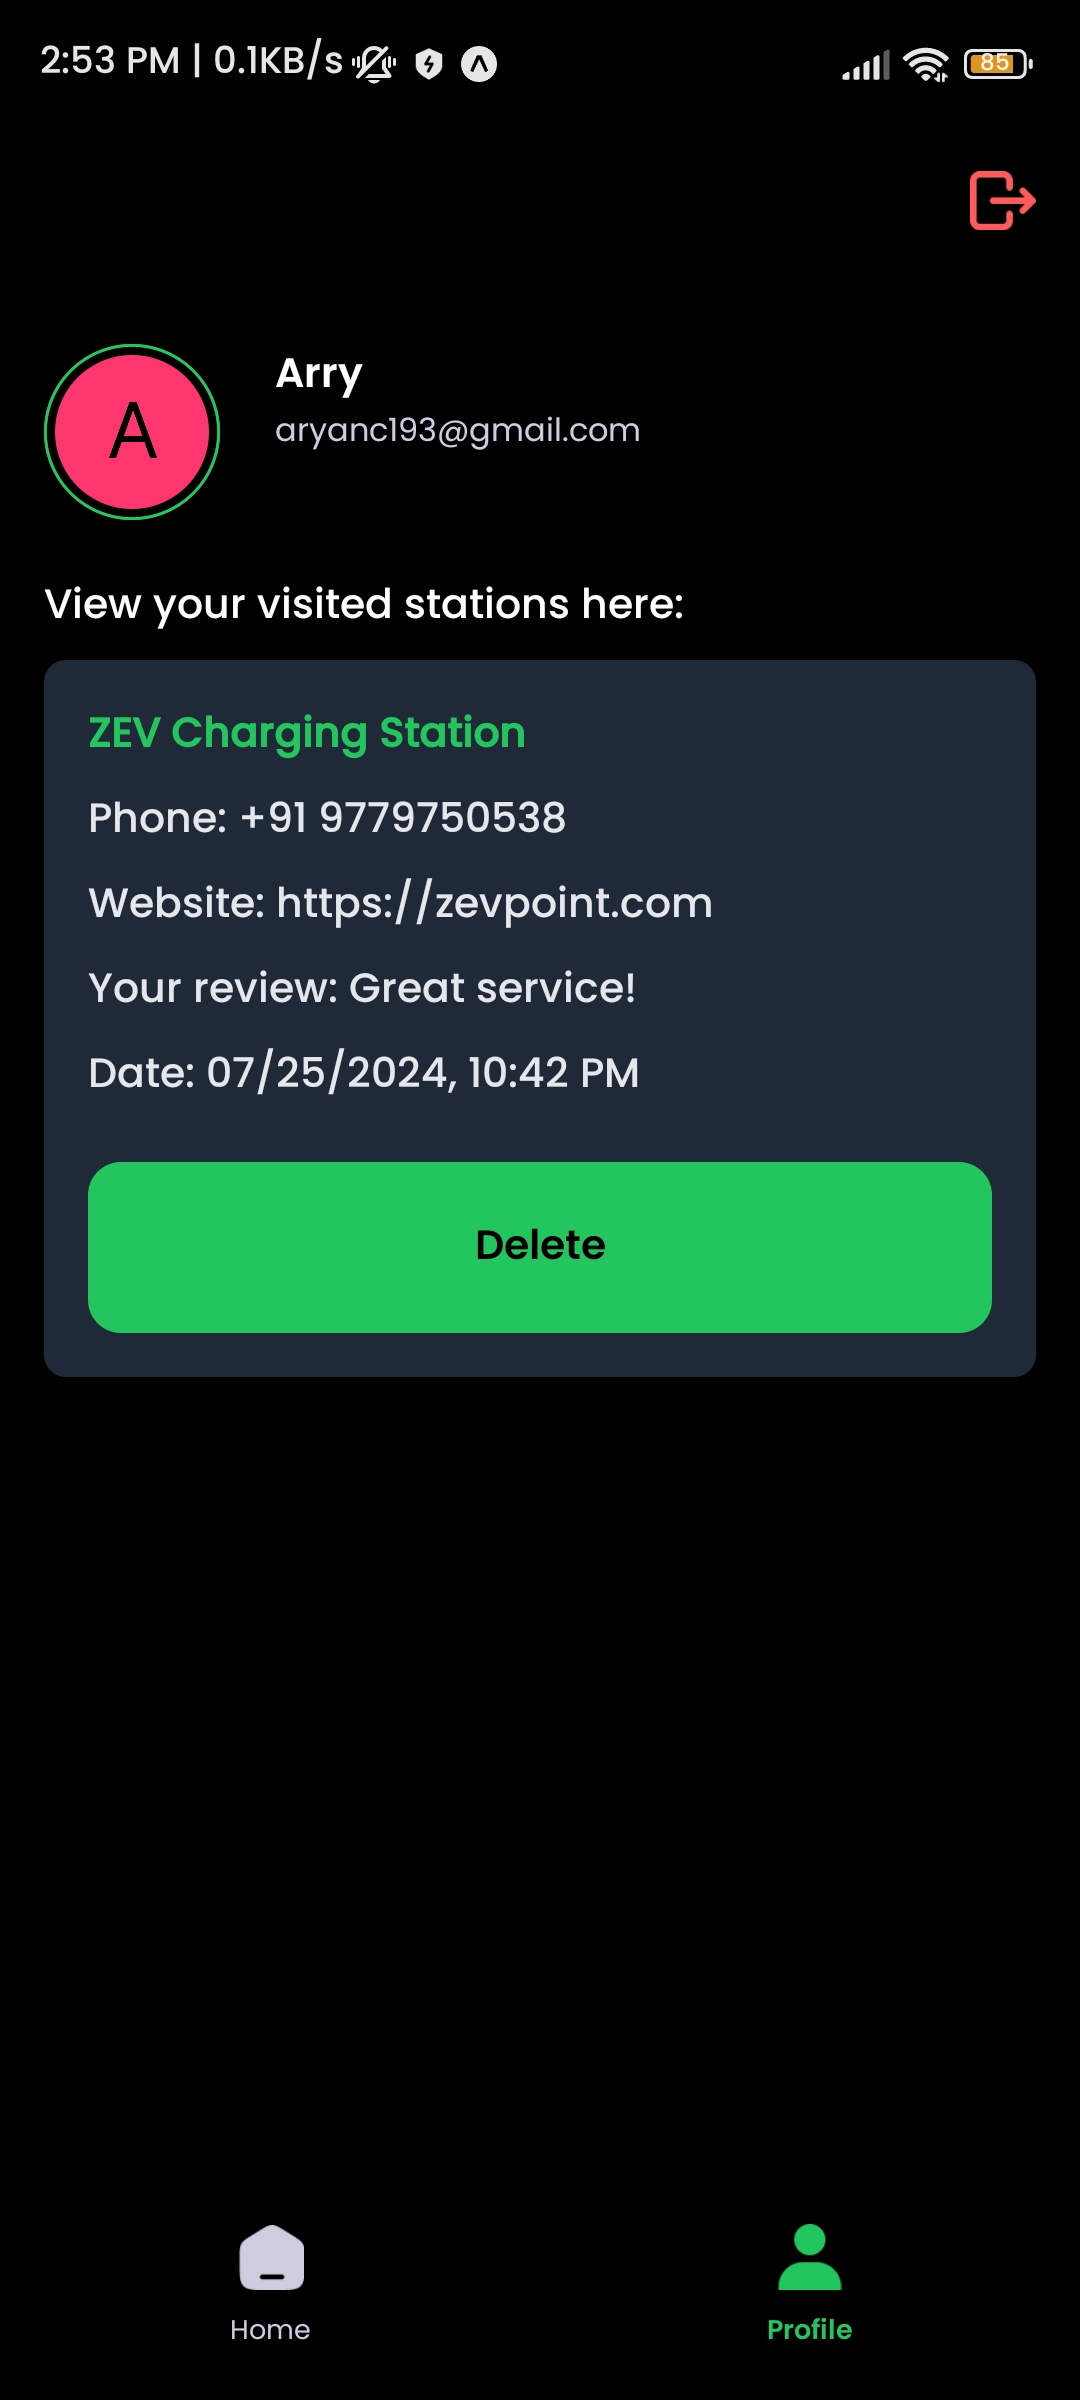 2:53 PM | 0.1KB/s
85
A
Arry
aryanc193@gmail.com
View your visited stations here:
ZEV Charging Station
Phone: +91 9779750538
Website: https://zevpoint.com
Your review: Great service!
Date: 07/25/2024, 10:42 PM
Delete
Home
Profile